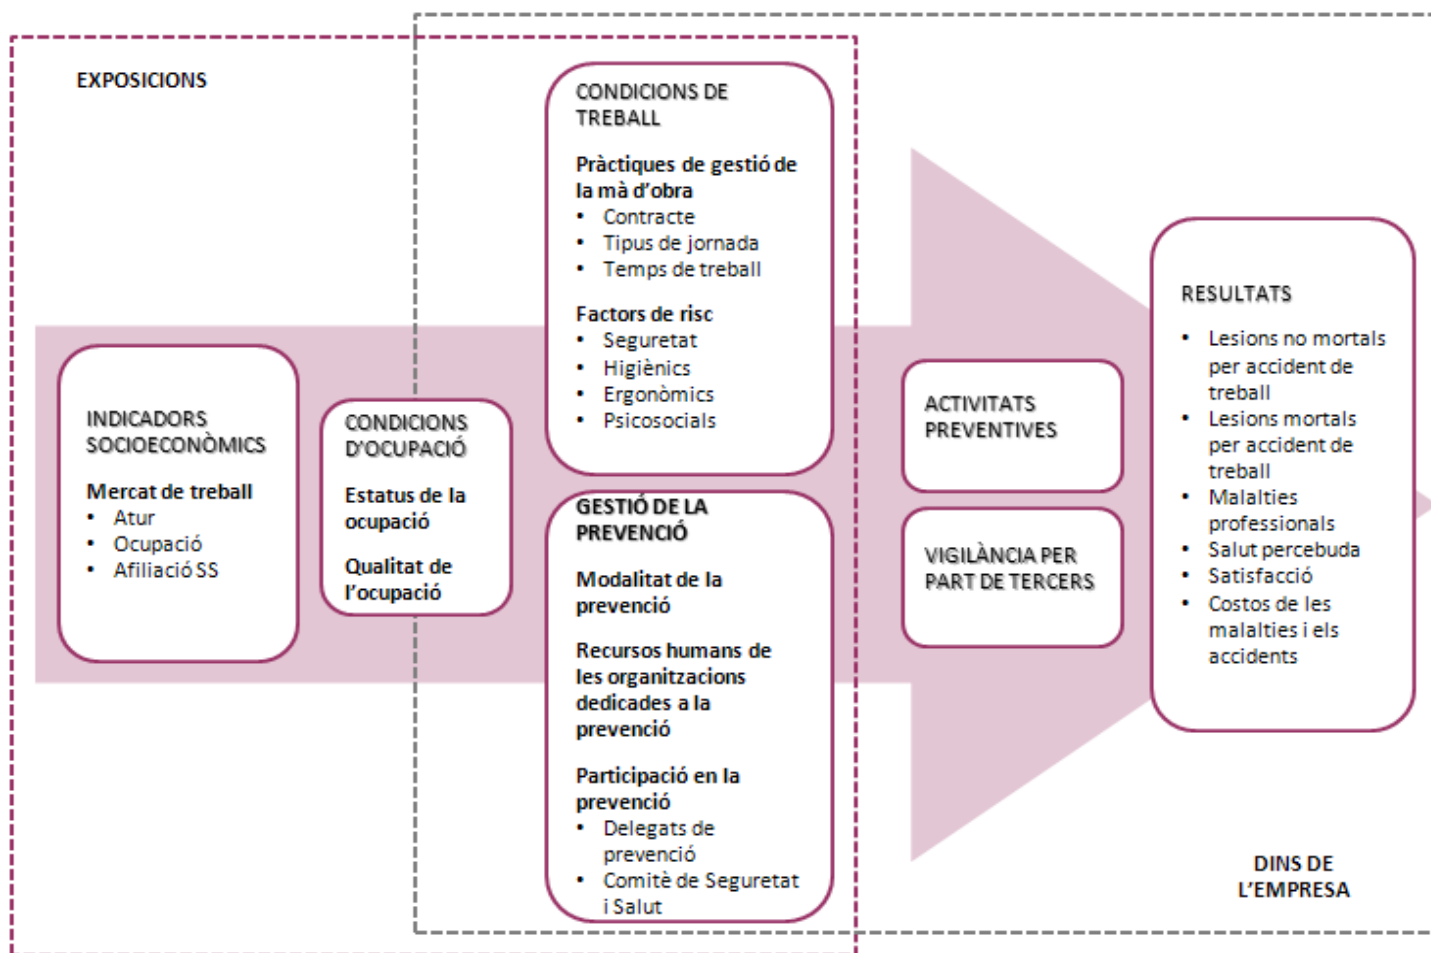 EXPOSICIONS
INDICADORS
SOCIOECONÒMICS
Mercat de treball
• Atur
• Ocupació
• Afiliació SS
CONDICIONS
D'OCUPACIÓ
Estatus de la
ocupació
Qualitat de
l'ocupació
CONDICIONS DE
TREBALL
Pràctiques de gestió de
la mà d'obra
• Contracte
• Tipus de jornada
• Temps de treball
Factors de risc
• Seguretat
• Higiènics
• Ergonòmics
• Psicosocials
GESTIÓ DE LA
PREVENCIÓ
Modalitat de la
prevenció
Recursos humans de
les organitzacions
dedicades a la
prevenció
Participació en la
prevenció
• Delegats de
prevenció
• Comitè de Seguretat
i Salut
ACTIVITATS
PREVENTIVES
VIGILÀNCIA PER
PART DE TERCERS
RESULTATS
• Lesions no mortals
per accident de
treball
• Lesions mortals
per accident de
treball
• Malalties
professionals
• Salut percebuda
• Satisfacció
• Costos de les
malalties i els
accidents
DINS DE
L'EMPRESA